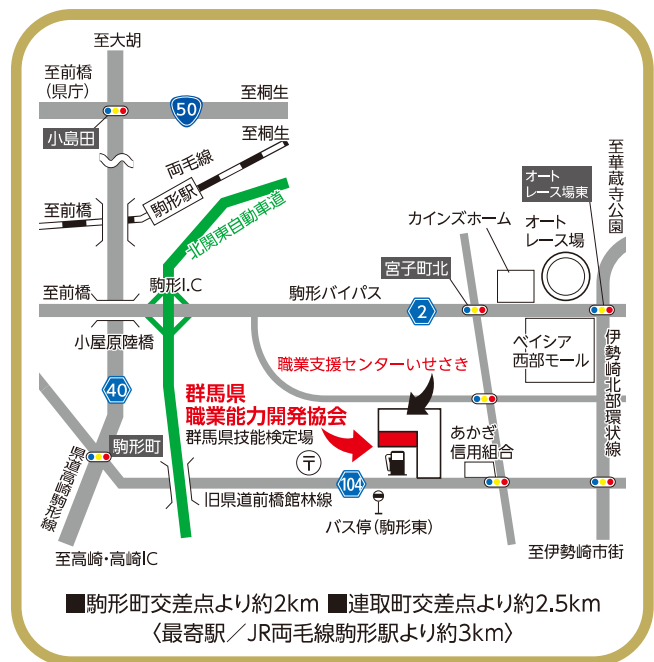 至大胡
至前橋
(県庁)
至桐生
50
小島田
至桐生
両毛線
駒形駅
至前橋
北関東自動車道
至華蔵寺公園
オート
レース場東
カインズホーム
オート
レース場
宮子町北
駒形I.C
至前橋
駒形バイパス
2
小屋原陸橋
ベイシア
西部モール
伊勢崎北部環状線
職業支援センターいせさき
40
群馬県
職業能力開発協会
群馬県技能検定場
駒形町
あかぎ
信用組合
県道高崎駒形線
〒
104
旧県道前橋館林線
バス停(駒形東)
至高崎・高崎IC
至伊勢崎市街
■駒形町交差点より約2km ■連取町交差点より約2.5km
〈最寄駅／JR両毛線駒形駅より約3km〉